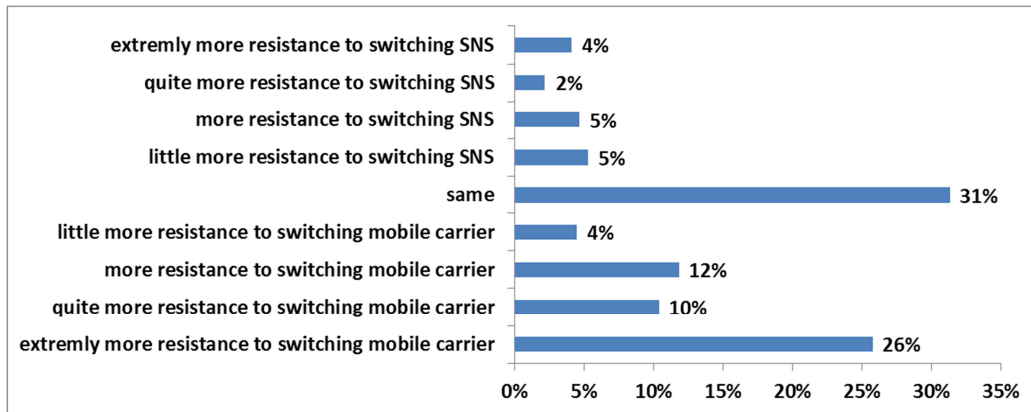 extremly more resistance to switching SNS 4%
quite more resistance to switching SNS 2%
more resistance to switching SNS 5%
little more resistance to switching SNS 5%
same 31%
little more resistance to switching mobile carrier 4%
more resistance to switching mobile carrier 12%
quite more resistance to switching mobile carrier 10%
extremly more resistance to switching mobile carrier 26%
0% 5% 10% 15% 20% 25% 30% 35%